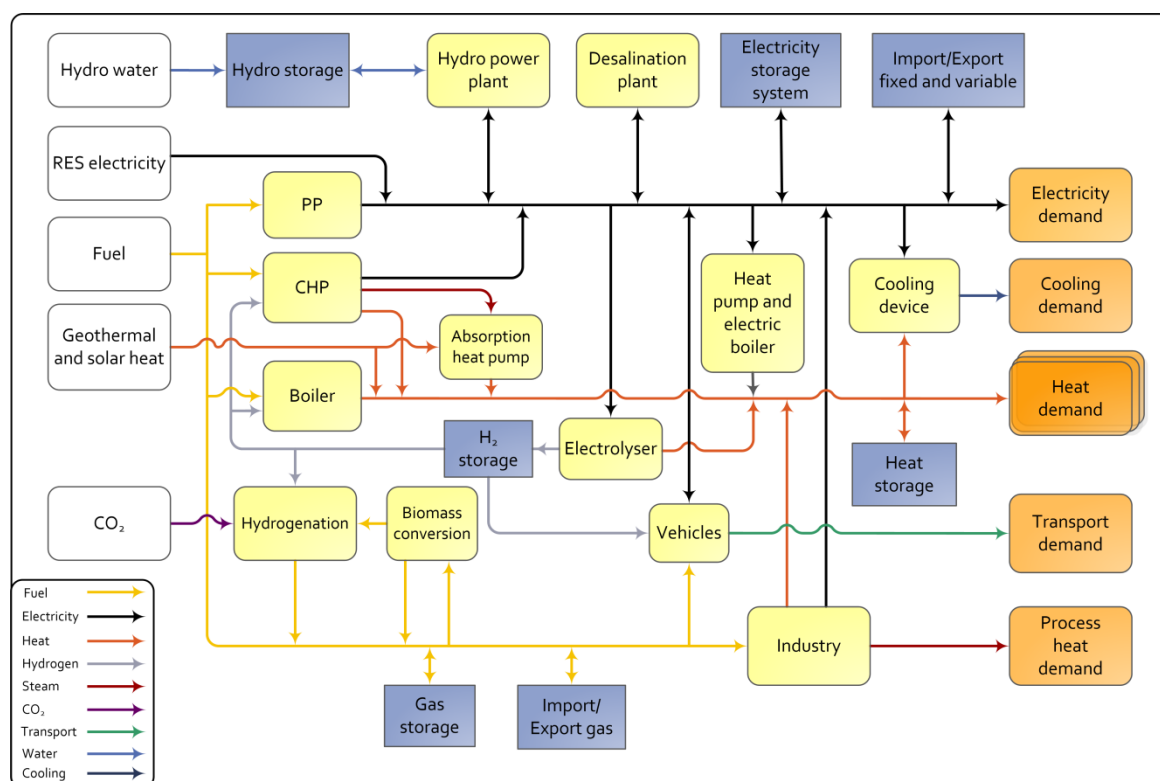 Hydro water
Hydro storage
Hydro power
plant
Desalination
plant
Electricity
storage
system
Import/Export
fixed and variable
RES electricity
PP
Electricity
demand
Fuel
CHP
Heat
pump and
electric
boiler
Cooling
device
Cooling
demand
Geothermal
and solar heat
Absorption
heat pump
Boiler
Heat
demand
H₂
storage
Electrolyser
Heat
storage
CO₂
Hydrogenation
Biomass
conversion
Vehicles
Transport
demand
Fuel
Electricity
Heat
Hydrogen
Steam
CO₂
Transport
Water
Cooling
Industry
Process
heat
demand
Gas
storage
Import/
Export gas